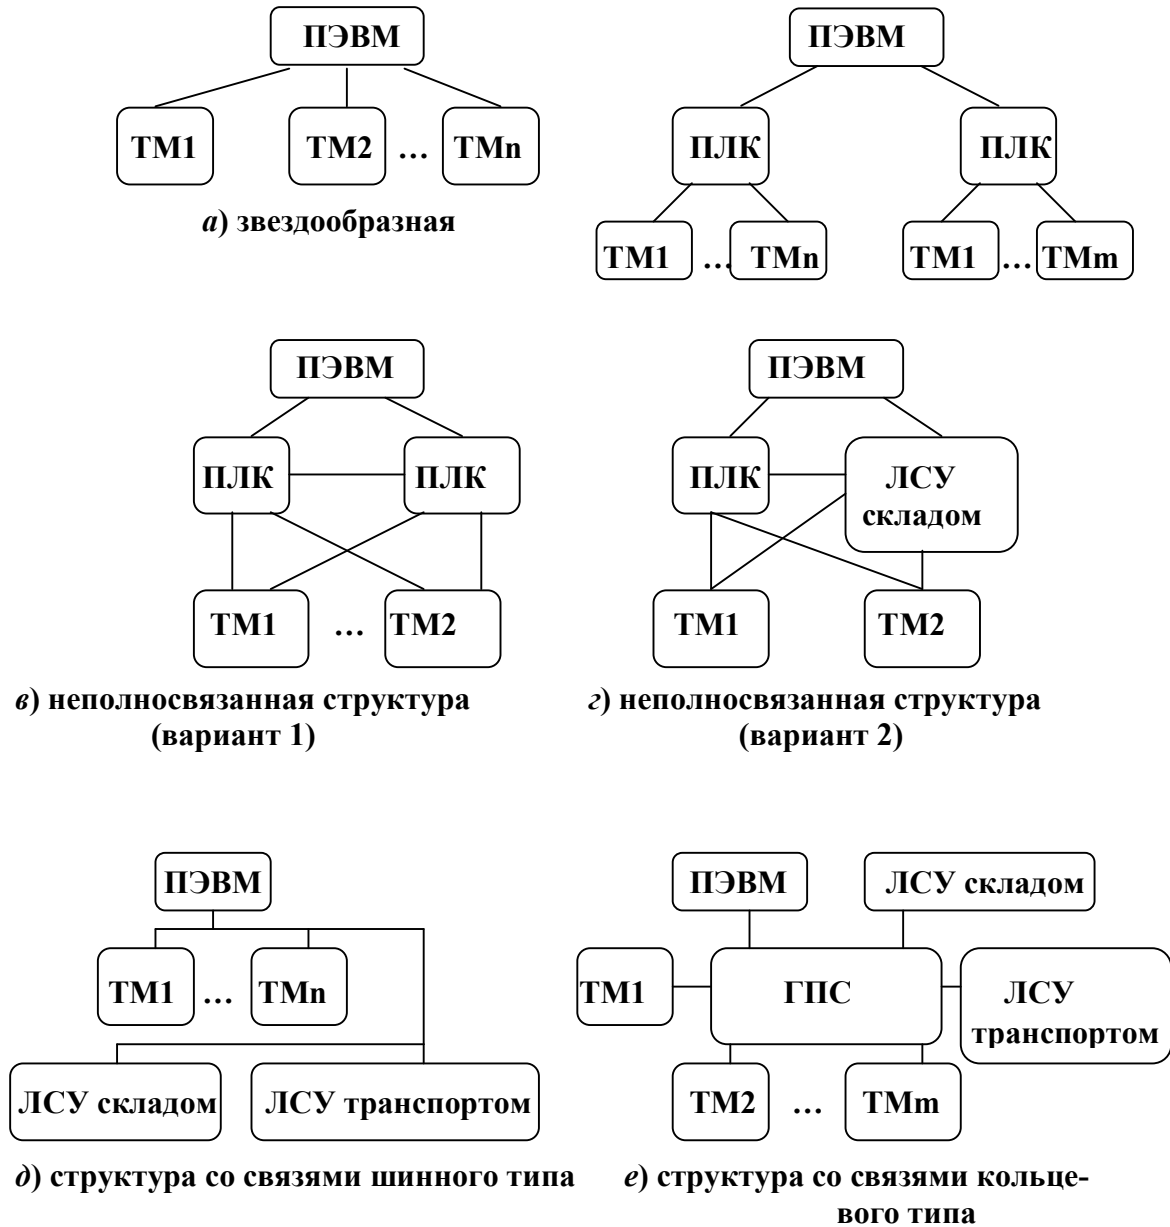 ПЭВМ
ТМ1 ТМ2 ... ТМn
а) звездообразная
ПЭВМ
ПЛК ПЛК
ТМ1 ... ТМn ТМ1 ... ТМm
ПЭВМ
ПЛК ПЛК
ТМ1 ... ТМ2
в) неполносвязанная структура
(вариант 1)
ПЭВМ
ПЛК ЛСУ
складом
ТМ1 ТМ2
г) неполносвязанная структура
(вариант 2)
ПЭВМ
ТМ1 ... ТМn
ЛСУ складом ЛСУ транспортом
д) структура со связями шинного типа
ПЭВМ ЛСУ складом
ТМ1 ГПС ЛСУ
транспортом
ТМ2 ... ТМm
е) структура со связями кольце-
вого типа